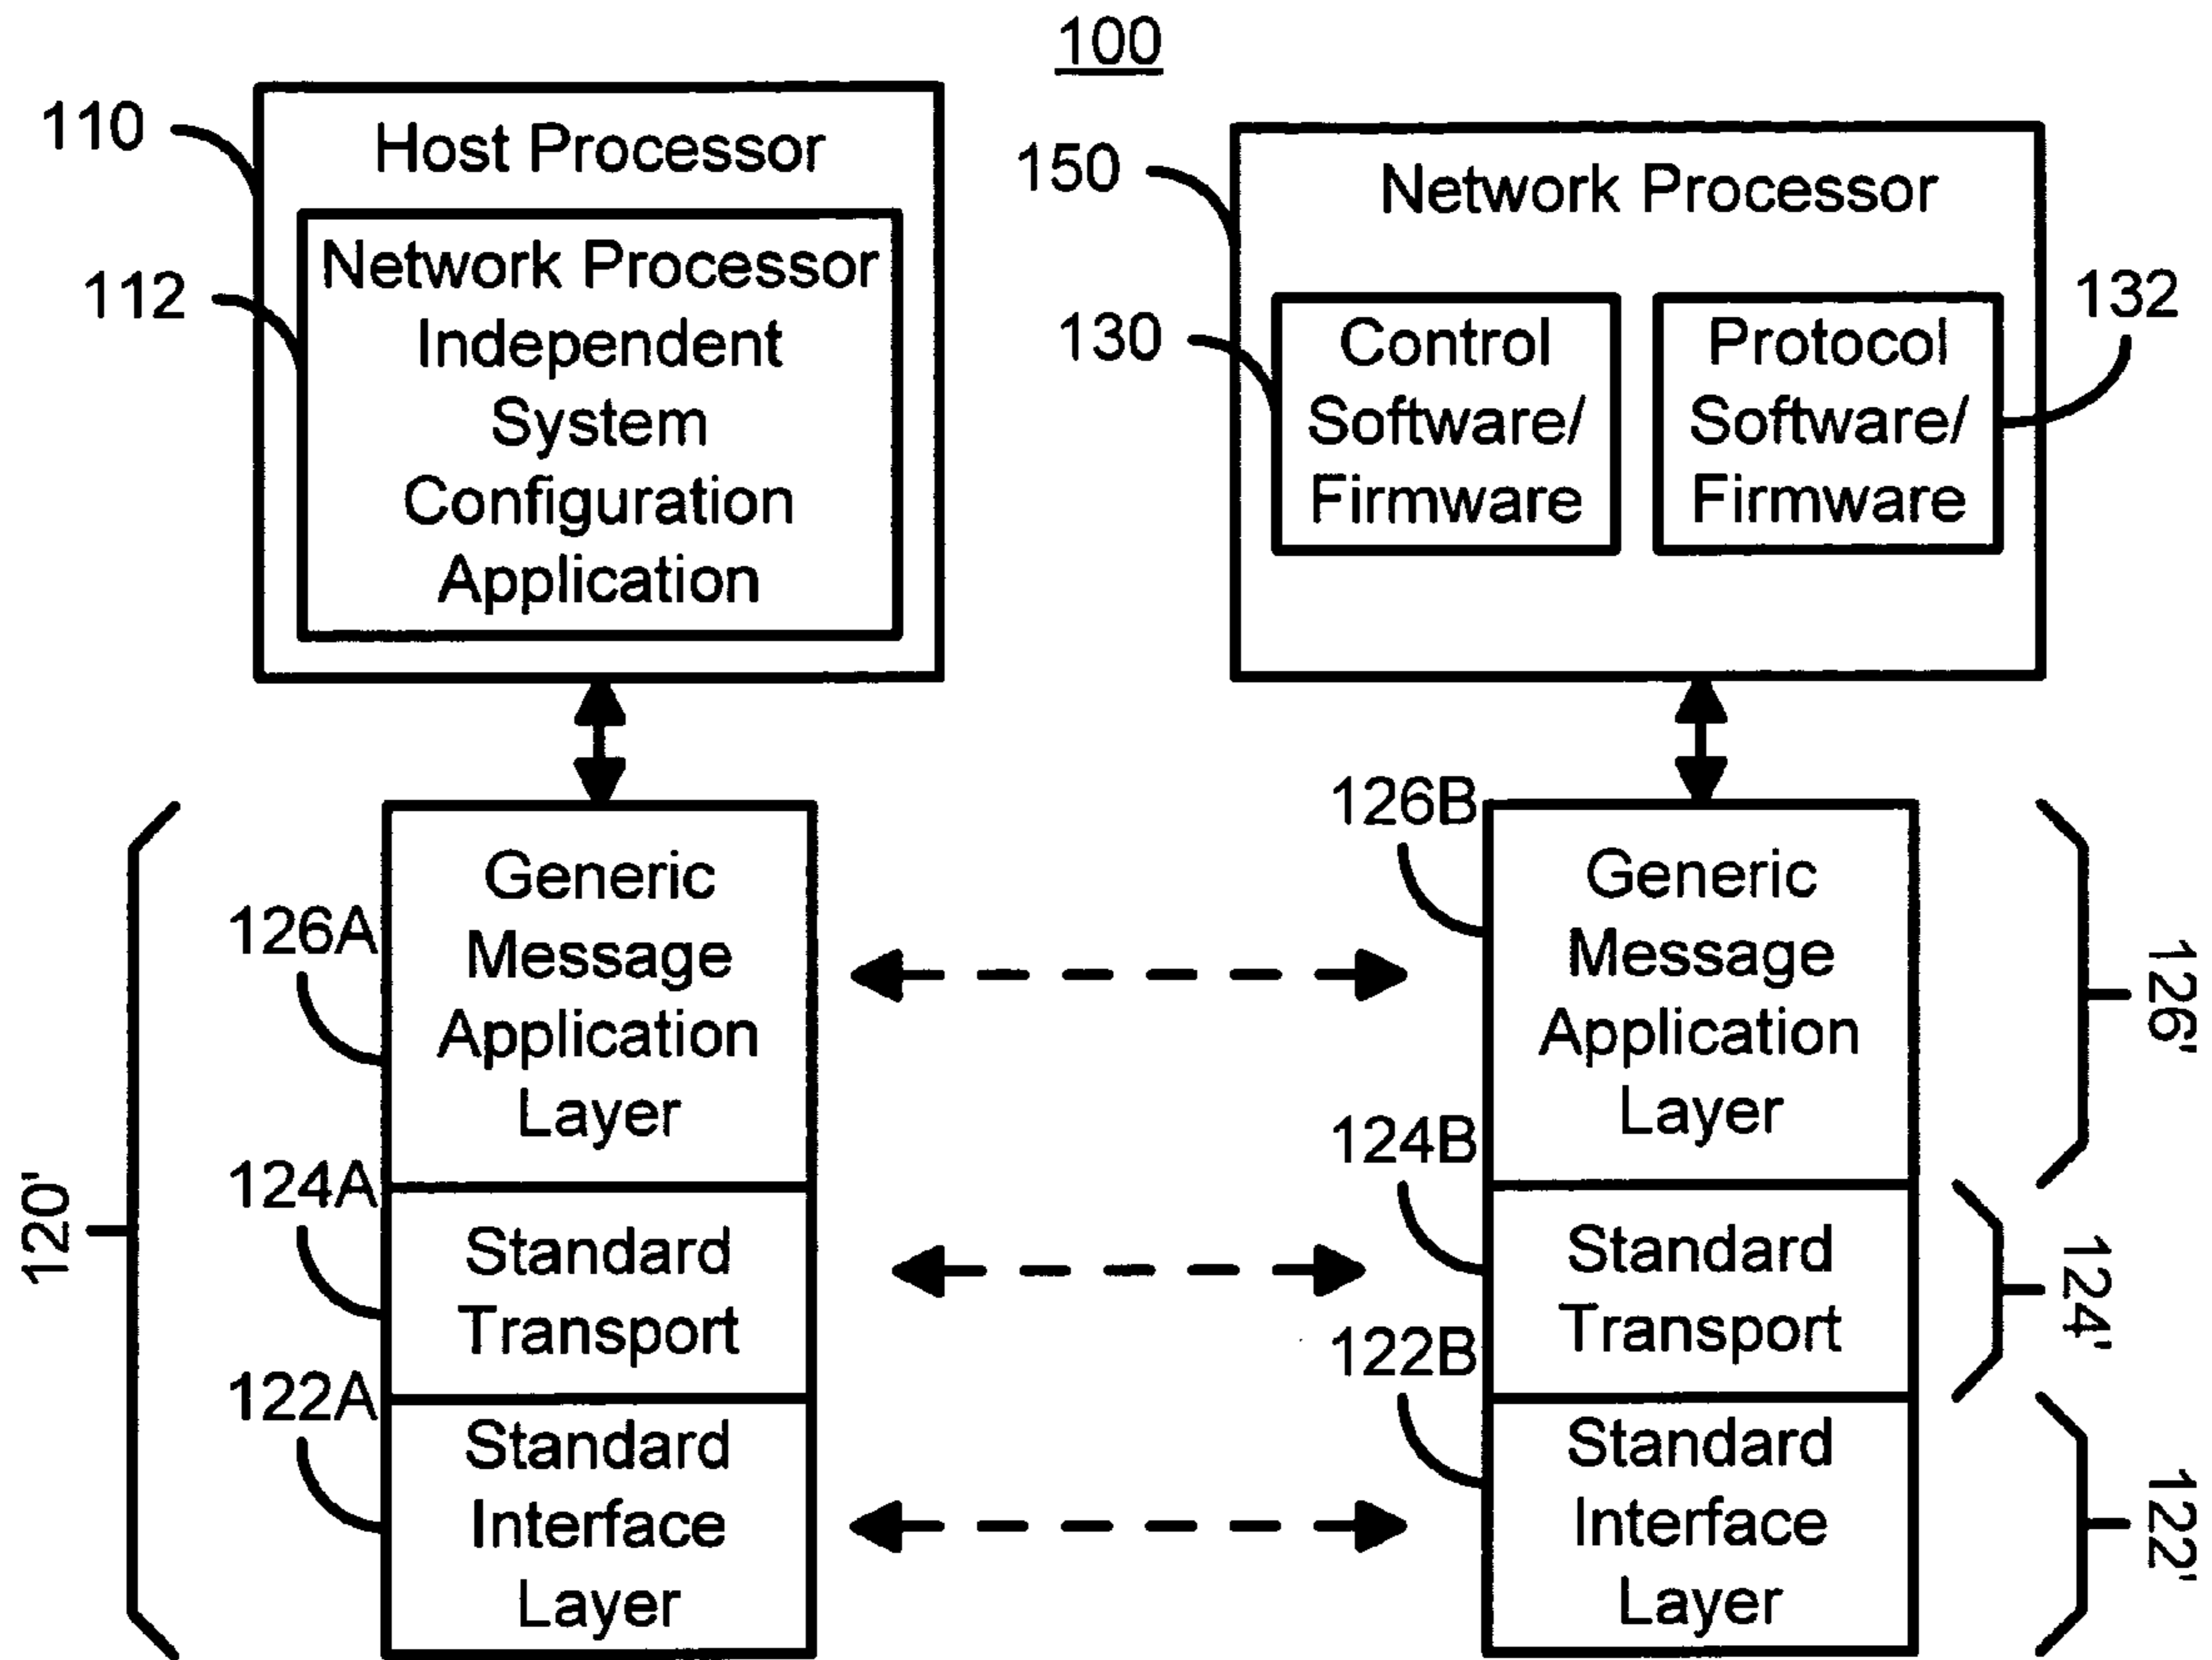 100
110
Host Processor
112
Network Processor
Independent
System
Configuration
Application
150
Network Processor
130
Control
Software/
Firmware
132
Protocol
Software/
Firmware
120'
126A
Generic
Message
Application
Layer
124A
Standard
Transport
122A
Standard
Interface
Layer
126B
Generic
Message
Application
Layer
126'
124B
Standard
Transport
124'
122B
Standard
Interface
Layer
122'